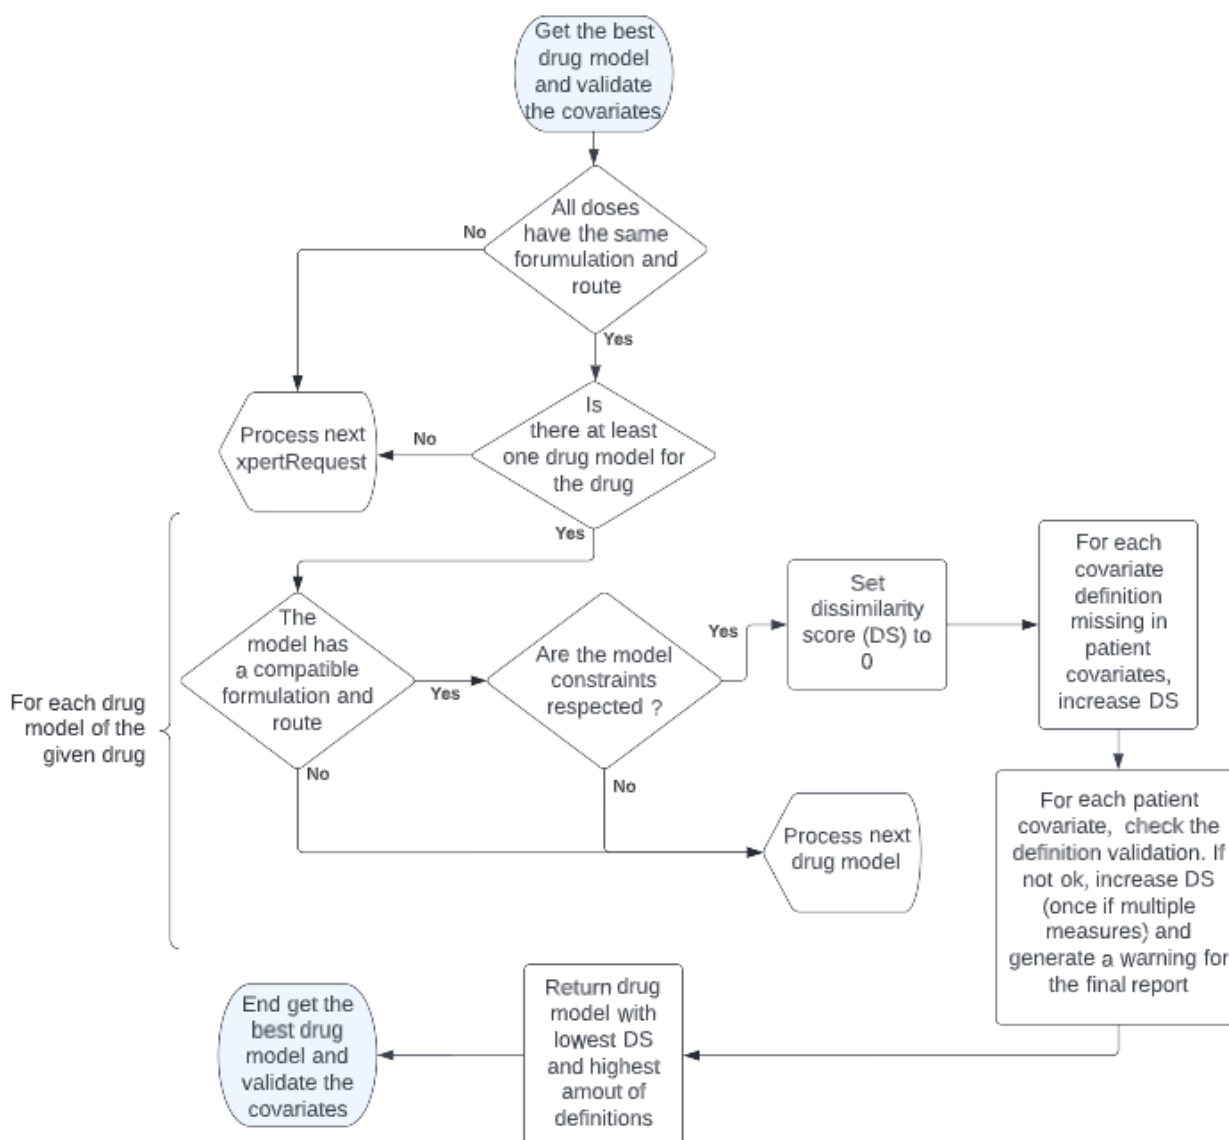 Get the best
drug model
and validate
the covariates
All doses
have the same
forumulation and
route
No
Yes
Is
there at least
one drug model for
the drug
No
Process next
xpertRequest
Yes
For each drug
model of the
given drug
The
model has
a compatible
formulation and
route
Yes
No
Are the model
constraints
respected ?
Yes
No
Set
dissimilarity
score (DS) to
0
For each
covariate
definition
missing in
patient
covariates,
increase DS
Process next
drug model
For each patient
covariate, check the
definition validation. If
not ok, increase DS
(once if multiple
measures) and
generate a warning for
the final report
Return drug
model with
lowest DS
and highest
amout of
definitions
End get the
best drug
model and
validate the
covariates